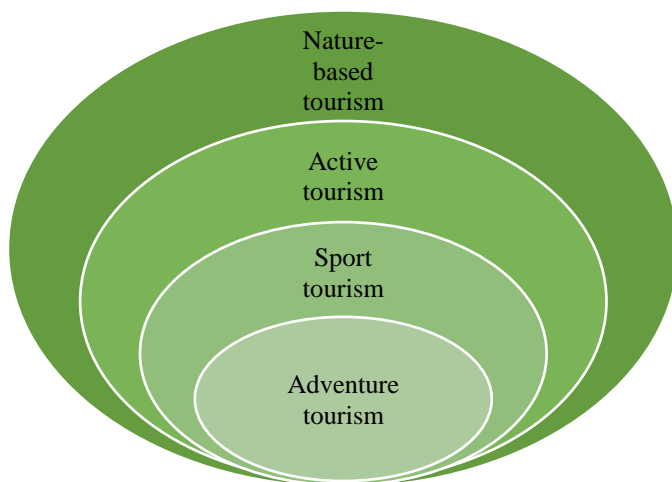 Nature-
based
tourism
Active
tourism
Sport
tourism
Adventure
tourism